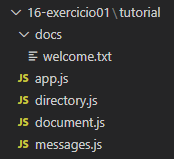 16-exercicio01\tutorial
docs
welcome.txt
JS app.js
JS directory.js
JS document.js
JS messages.js